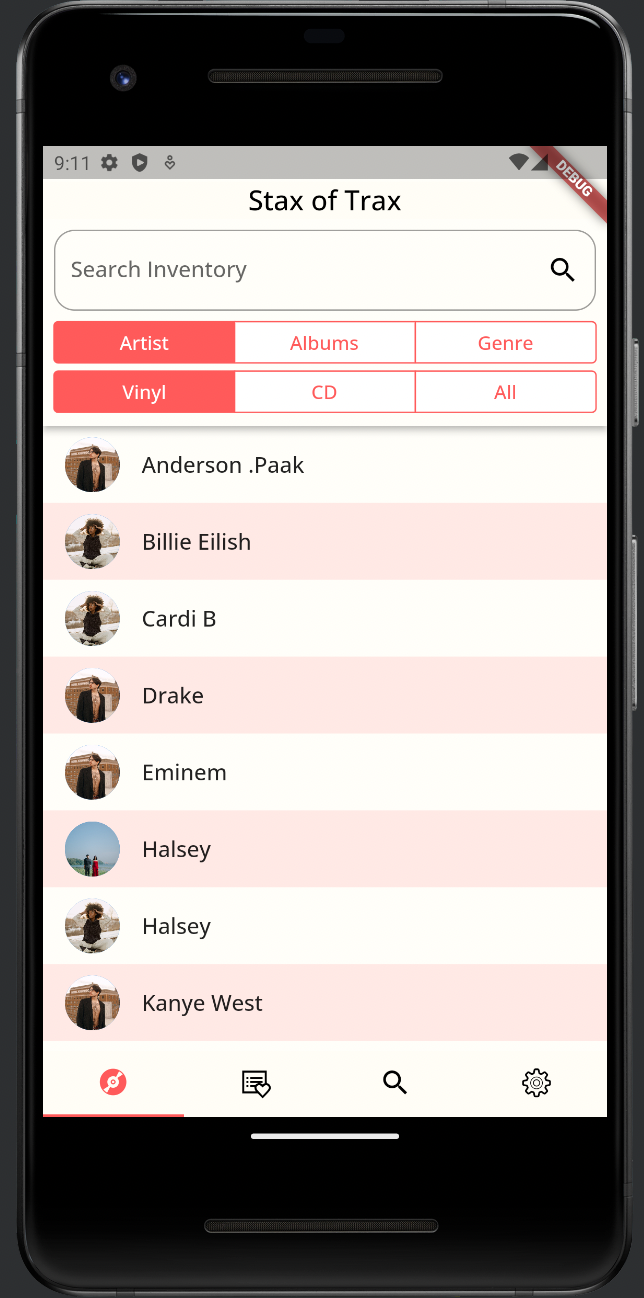 9:11
DEBUG
Stax of Trax
Search Inventory
Artist Albums Genre
Vinyl CD All
Anderson .Paak
Billie Eilish
Cardi B
Drake
Eminem
Halsey
Halsey
Kanye West